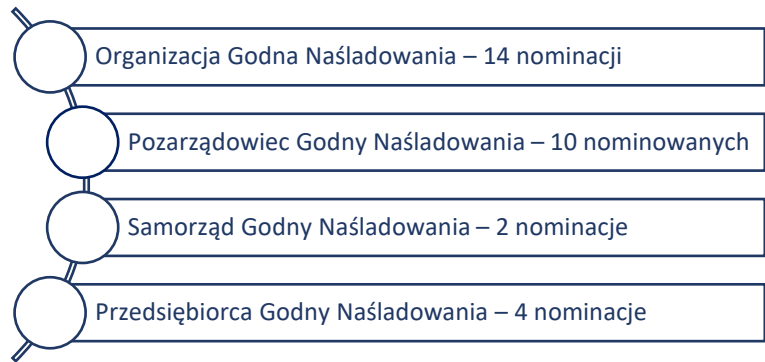 Organizacja Godna Naśladowania – 14 nominacji
Pozarządowiec Godny Naśladowania – 10 nominowanych
Samorząd Godny Naśladowania – 2 nominacje
Przedsiębiorca Godny Naśladowania – 4 nominacje